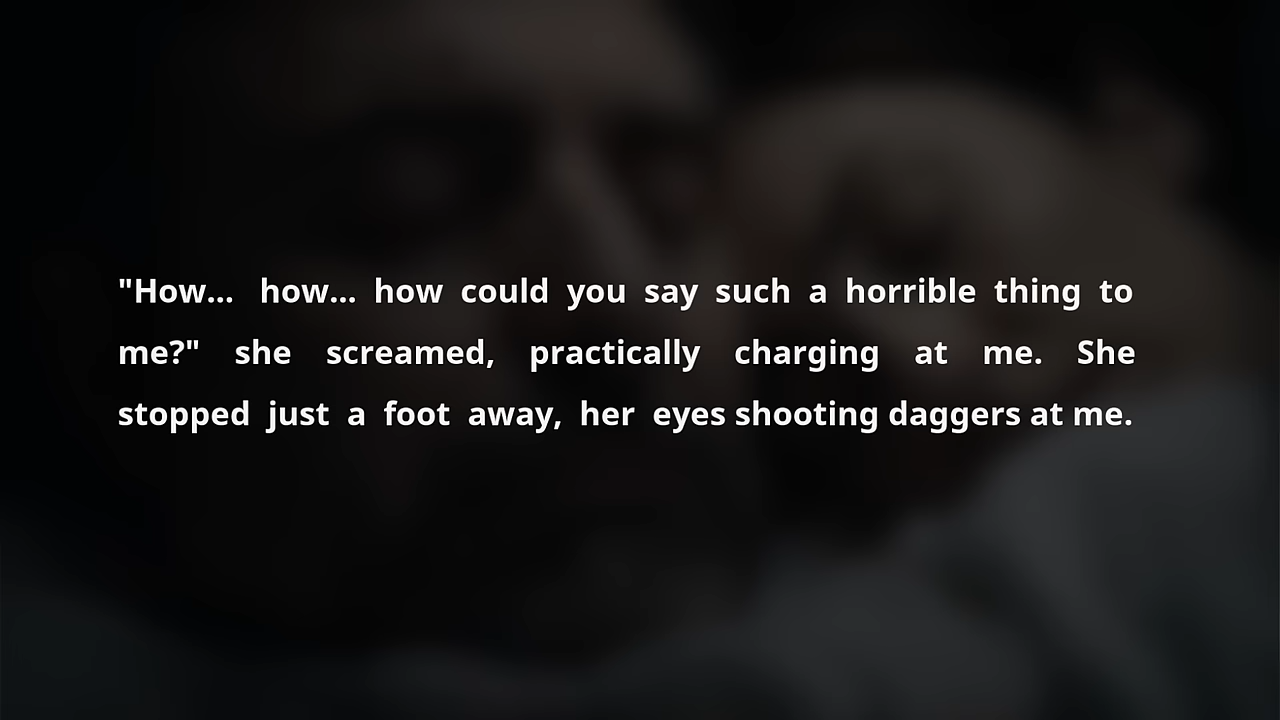 "How... how... how could you say such a horrible thing to
me?" she screamed, practically charging at me. She
stopped just a foot away, her eyes shooting daggers at me.